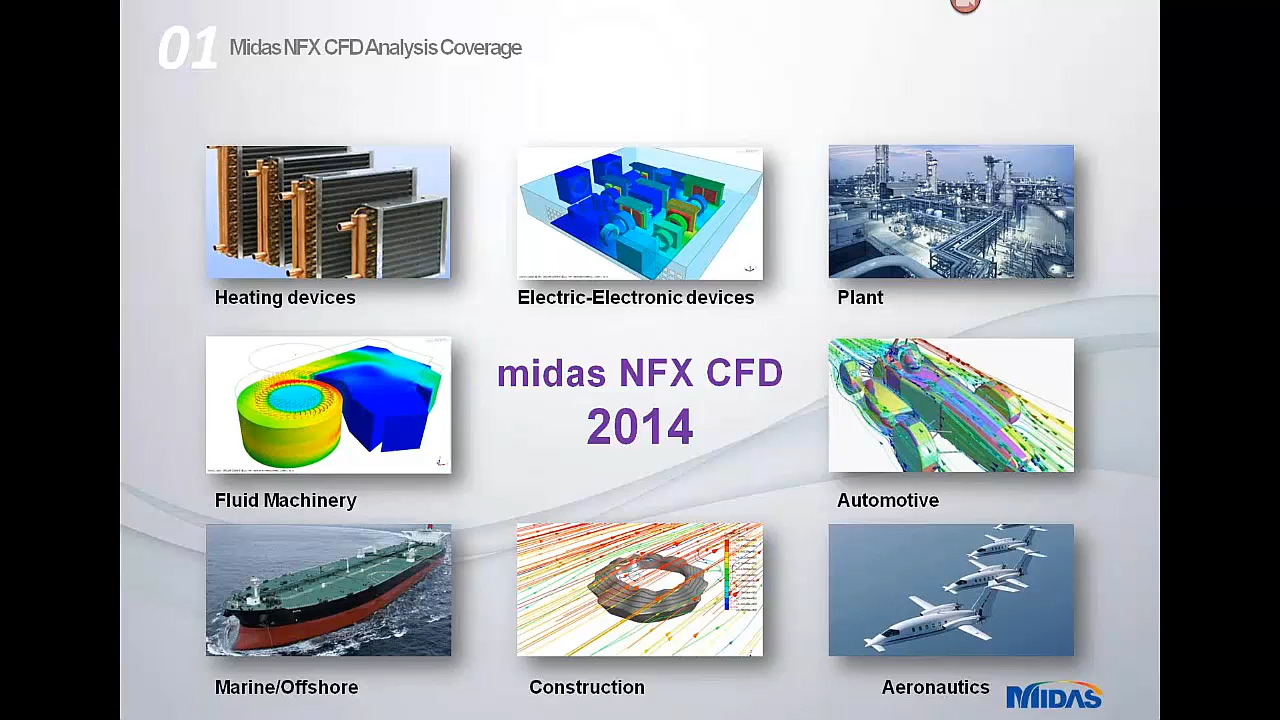 01 Midas NFX CFD Analysis Coverage
Heating devices
Electric-Electronic devices
Plant
midas NFX CFD
2014
Fluid Machinery
Automotive
Marine/Offshore
Construction
Aeronautics
MIDAS